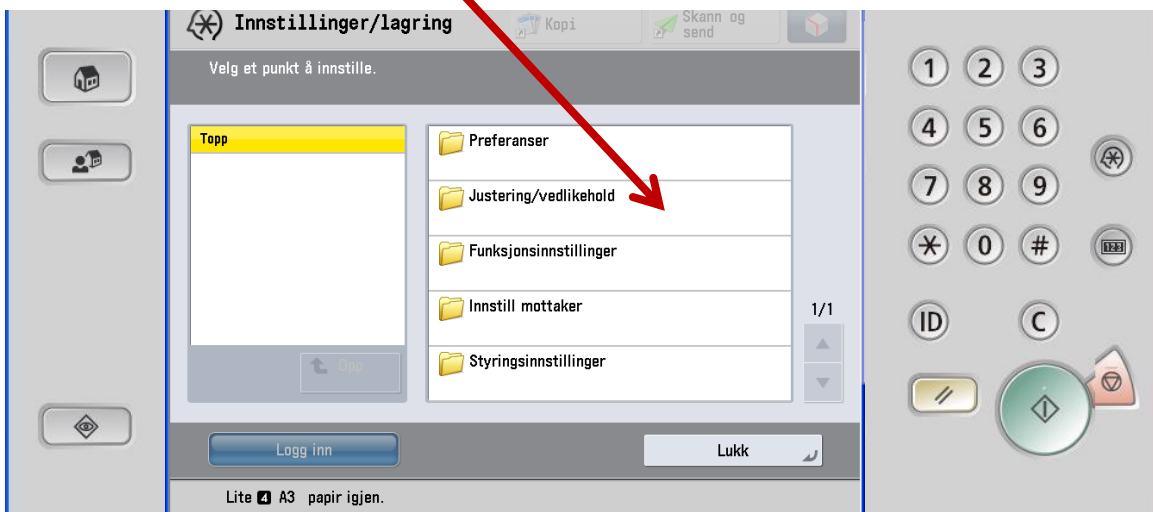 Innstillinger/lagring
Kopi
Skann og
send
Velg et punkt å innstille.
Topp
Preferanser
Justering/vedlikehold
Funksjonsinnstillinger
Innstill mottaker
Styringsinnstillinger
1/1
Opp
Logg inn
Lukk
Lite 4 A3 papir igjen.
1 2 3
4 5 6
7 8 9
* 0 #
123
ID C